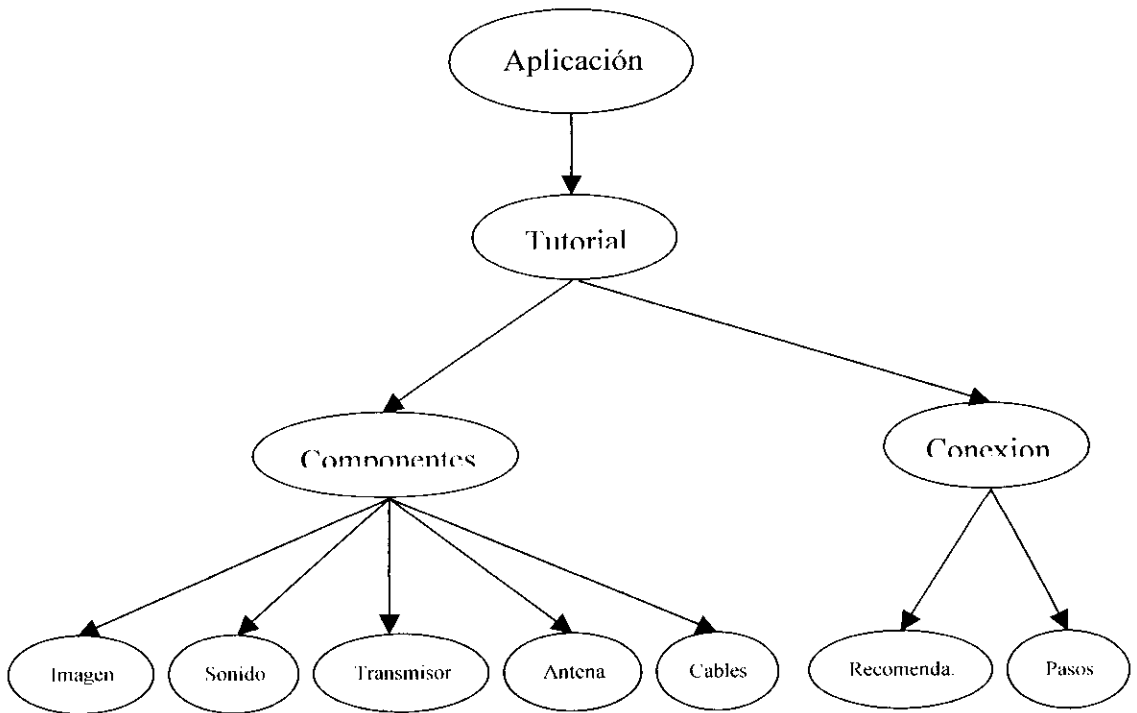 Aplicación
Tutorial
Componentes
Conexion
Imagen
Sonido
Transmisor
Antena
Cables
Recomenda.
Pasos